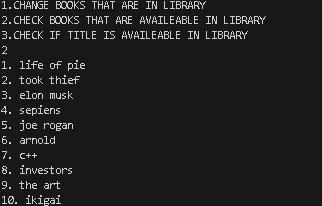 1.CHANGE BOOKS THAT ARE IN LIBRARY
2.CHECK BOOKS THAT ARE AVAILEABLE IN LIBRARY
3.CHECK IF TITLE IS AVAILEABLE IN LIBRARY
2
1. life of pie
2. took thief
3. elon musk
4. sepiens
5. joe rogan
6. arnold
7. c++
8. investors
9. the art
10. ikigai